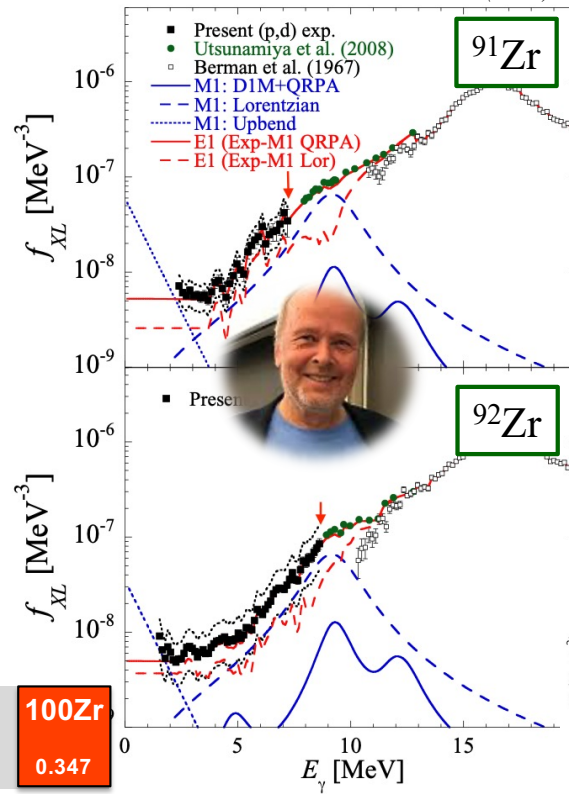 ■ Present (p,d) exp.
● Utsunamiya et al. (2008)
□ Berman et al. (1967)
M1: D1M+QRPA
M1: Lorentzian
M1: Upbend
E1 (Exp-M1 QRPA)
E1 (Exp-M1 Lor)
⁹¹Zr
10⁻⁶
10⁻⁷
10⁻⁸
10⁻⁹
f_XL [MeV⁻³]
■ Prese
⁹²Zr
10⁻⁶
10⁻⁷
10⁻⁸
f_XL [MeV⁻³]
0 5 10 15
E_γ [MeV]
100Zr
0.347